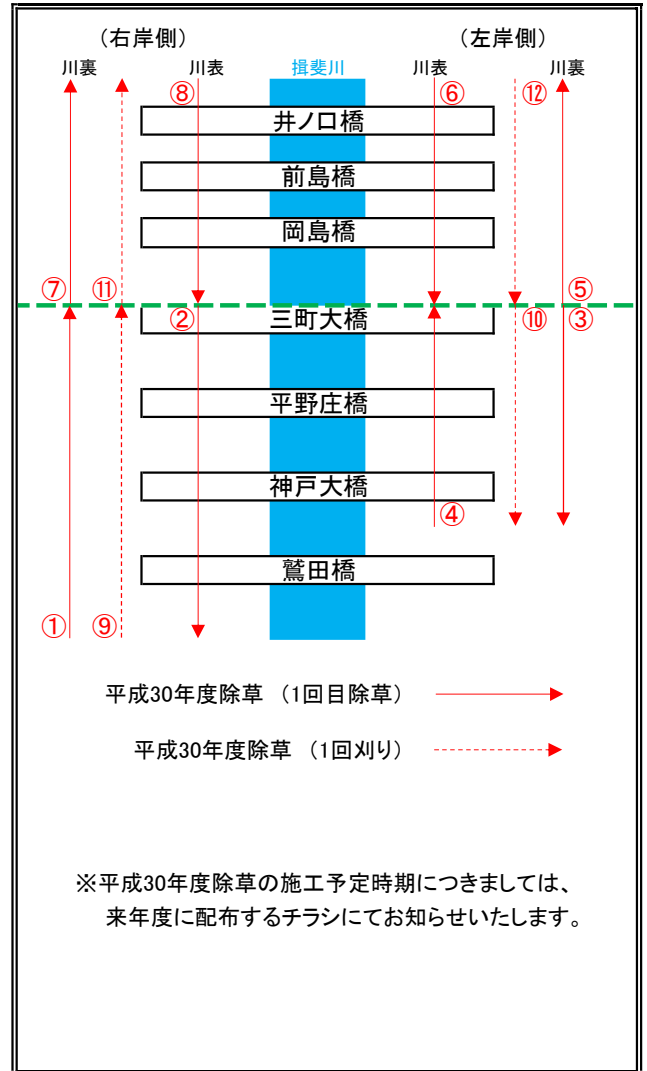 （右岸側） （左岸側）
川裏 川表 揖斐川 川表 川裏
⑧ ⑥ ⑫
井ノ口橋
前島橋
岡島橋
⑦ ⑪ ⑤
② 三町大橋 ⑩ ③
平野庄橋
神戸大橋
④
鷲田橋
① ⑨
平成30年度除草 （1回目除草）
平成30年度除草 （1回刈り）
※平成30年度除草の施工予定時期につきましては、
来年度に配布するチラシにてお知らせいたします。